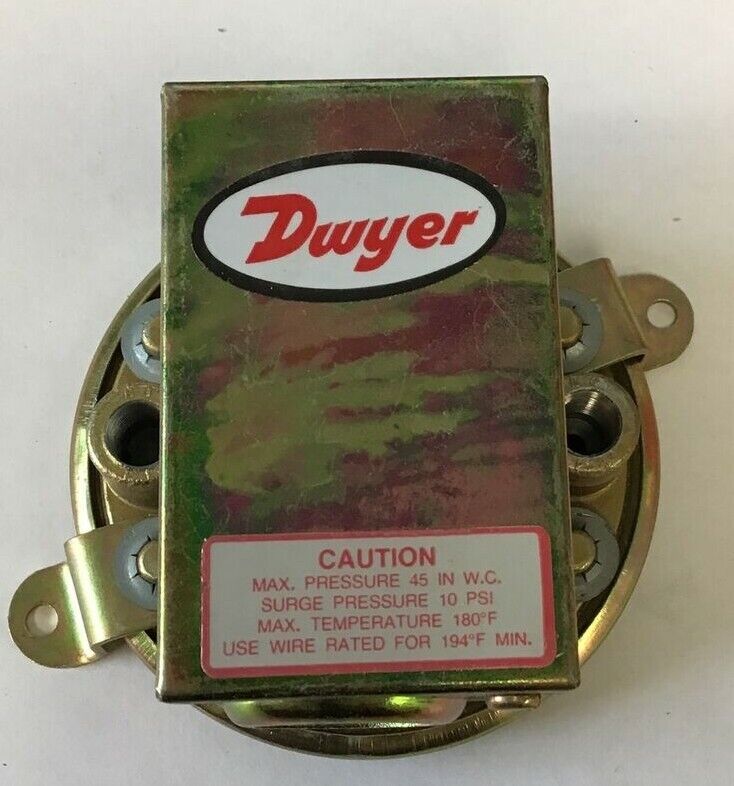 Dwyer
CAUTION
MAX. PRESSURE 45 IN W.C.
SURGE PRESSURE 10 PSI
MAX. TEMPERATURE 180°F
USE WIRE RATED FOR 194°F MIN.